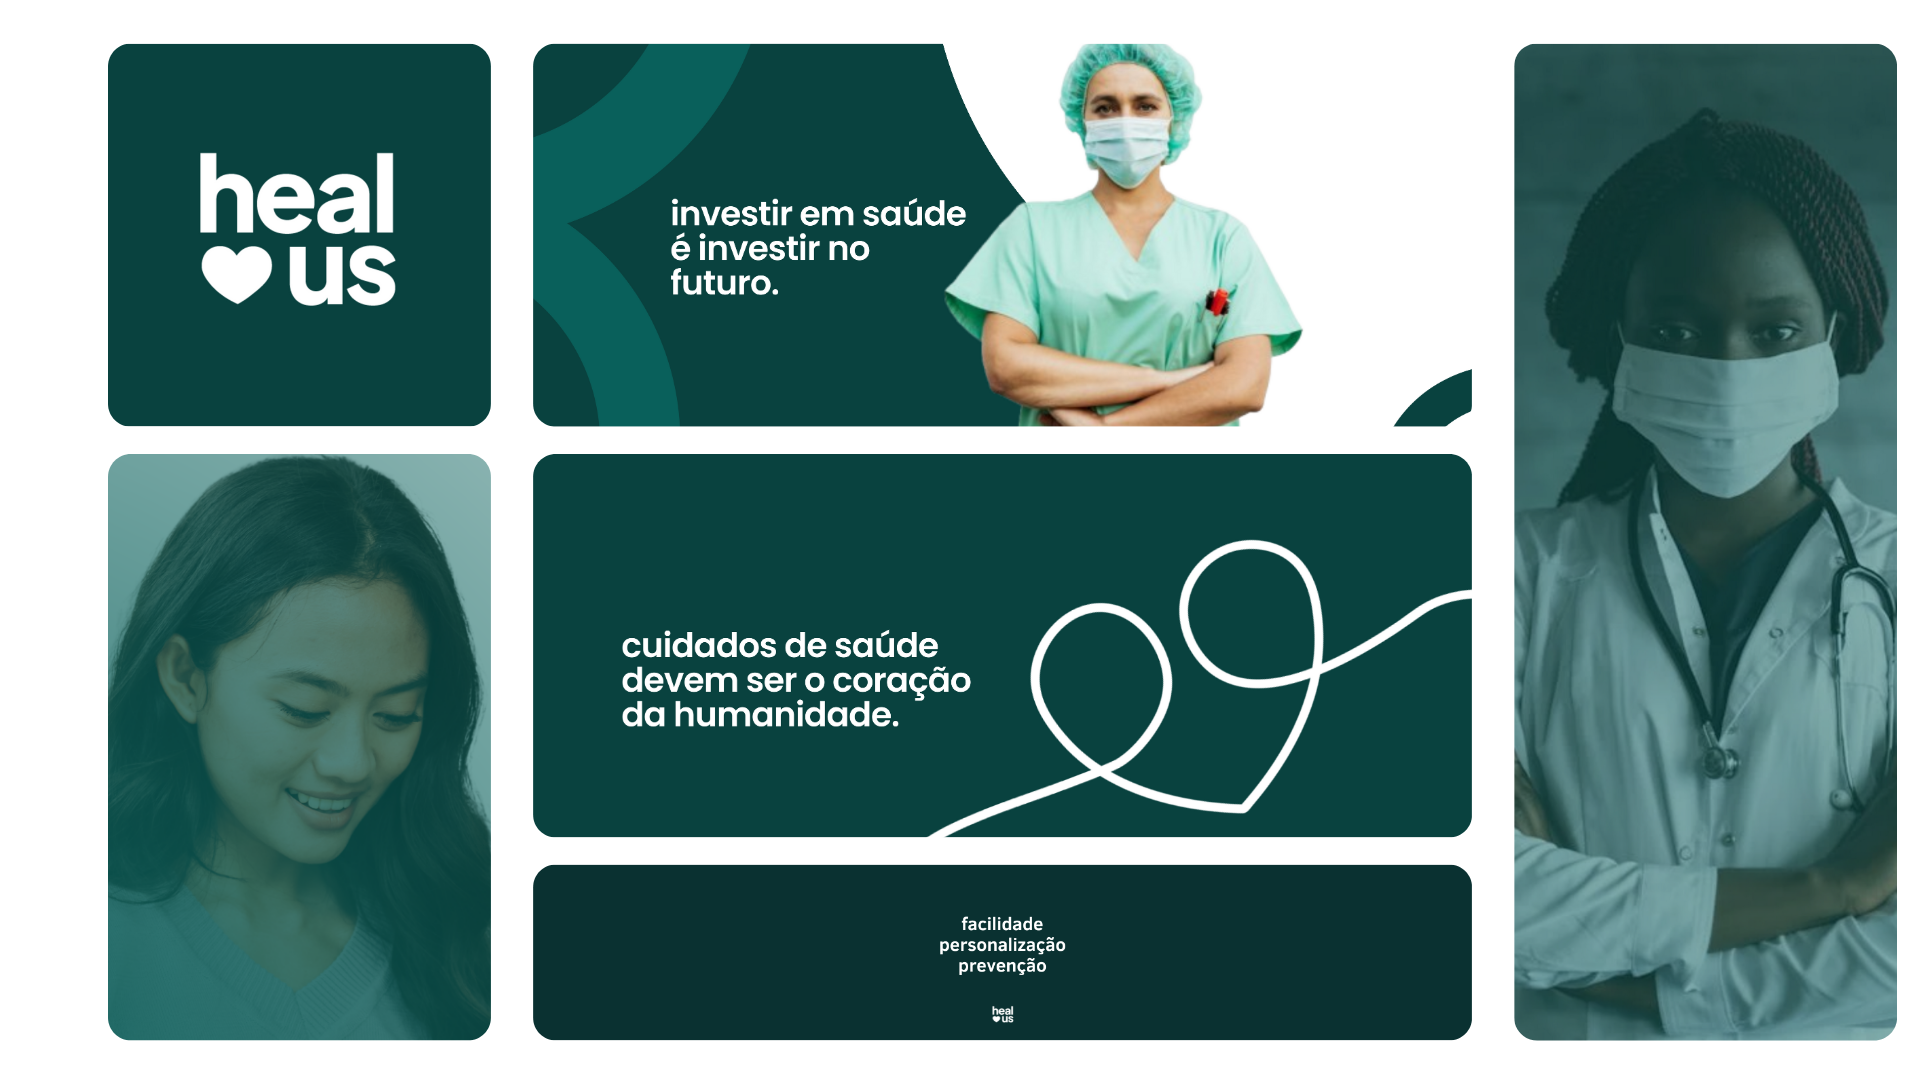 heal
us
investir em saúde
é investir no
futuro.
cuidados de saúde
devem ser o coração
da humanidade.
facilidade
personalização
prevenção
heal
us